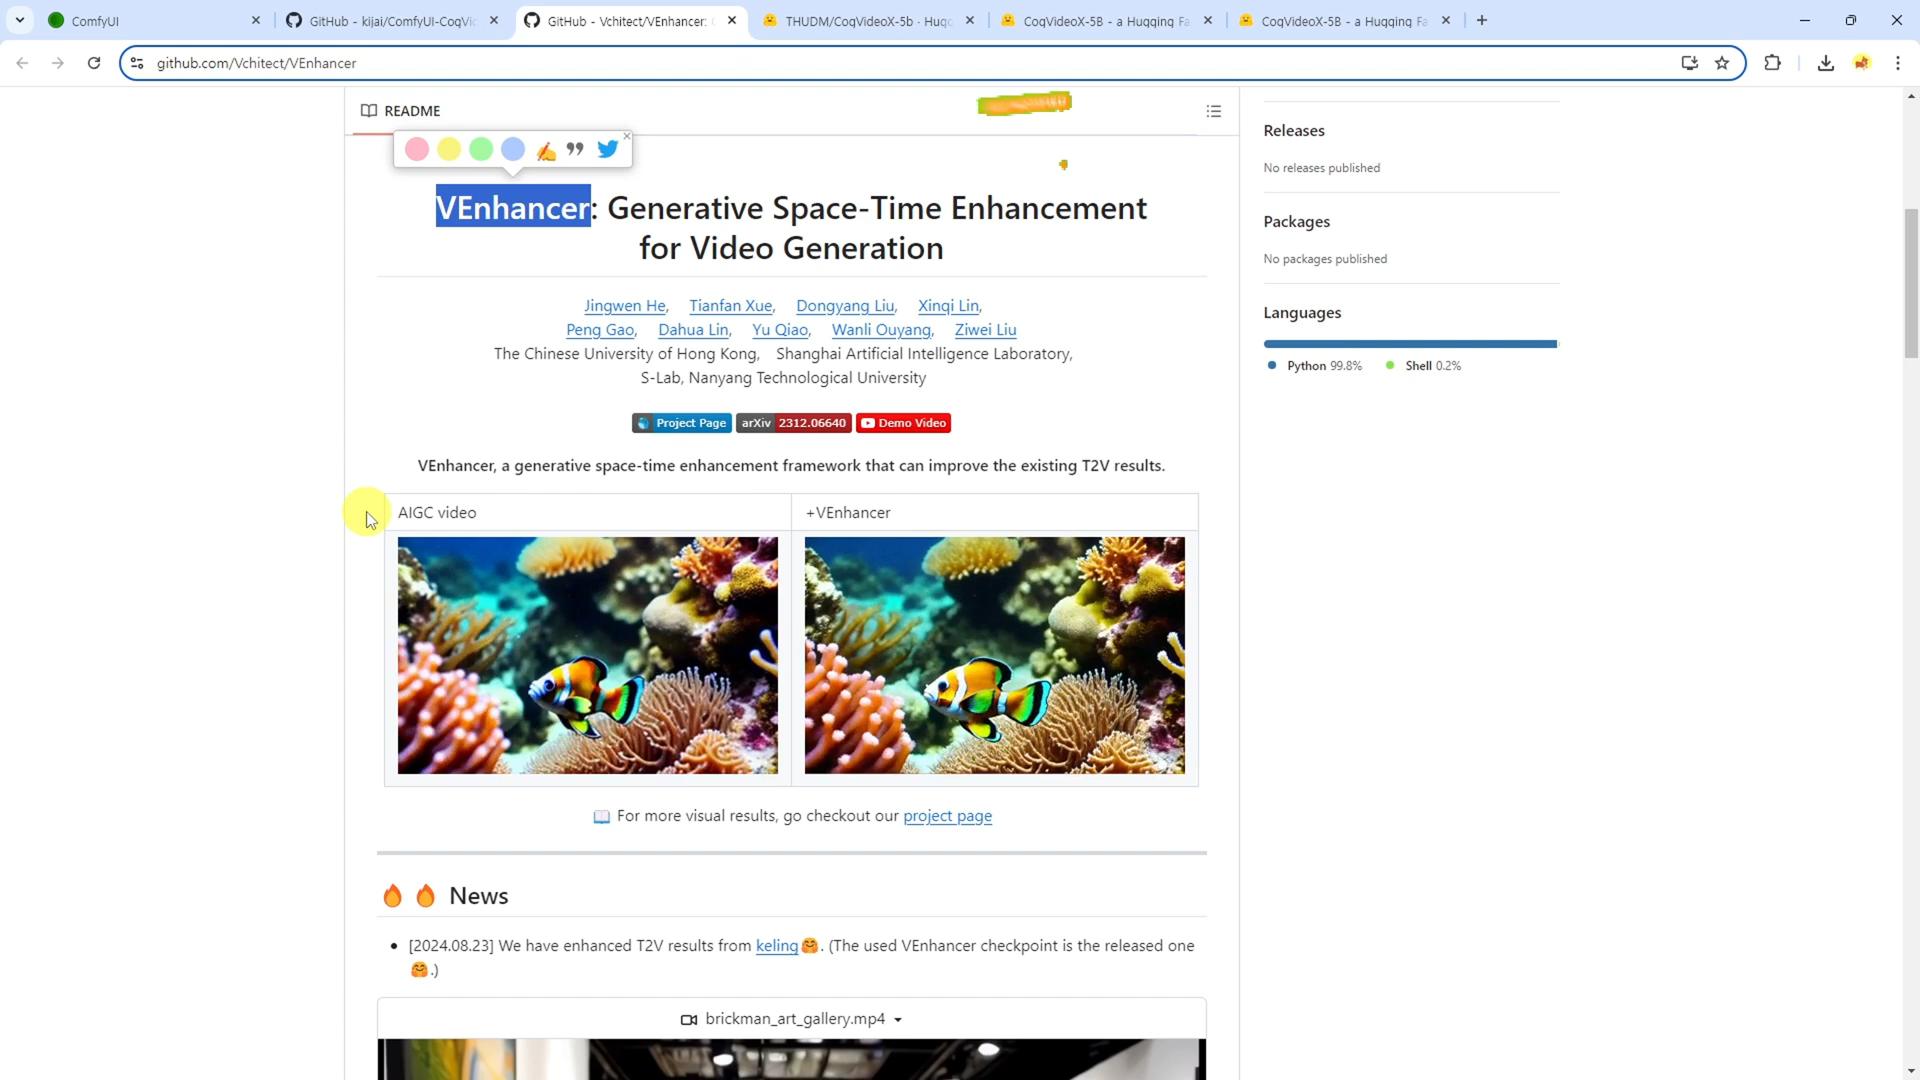 ComfyUI
GitHub - kijai/ComfyUI-CogVic
GitHub - Vchitect/VEnhancer: G
THUDM/CogVideoX-5b · Hugg
CogVideoX-5B - a Hugging Fa
CogVideoX-5B - a Hugging Fa
github.com/Vchitect/VEnhancer
README
VEnhancer: Generative Space-Time Enhancement
for Video Generation
Jingwen He, Tianfan Xue, Dongyang Liu, Xinqi Lin,
Peng Gao, Dahua Lin, Yu Qiao, Wanli Ouyang, Ziwei Liu
The Chinese University of Hong Kong, Shanghai Artificial Intelligence Laboratory,
S-Lab, Nanyang Technological University
Project Page arXiv 2312.06640 Demo Video
VEnhancer, a generative space-time enhancement framework that can improve the existing T2V results.
AIGC video +VEnhancer
📖 For more visual results, go checkout our project page
🔥🔥 News
• [2024.08.23] We have enhanced T2V results from keling🤗. (The used VEnhancer checkpoint is the released one
🤗.)
brickman_art_gallery.mp4
Releases
No releases published
Packages
No packages published
Languages
Python 99.8% Shell 0.2%